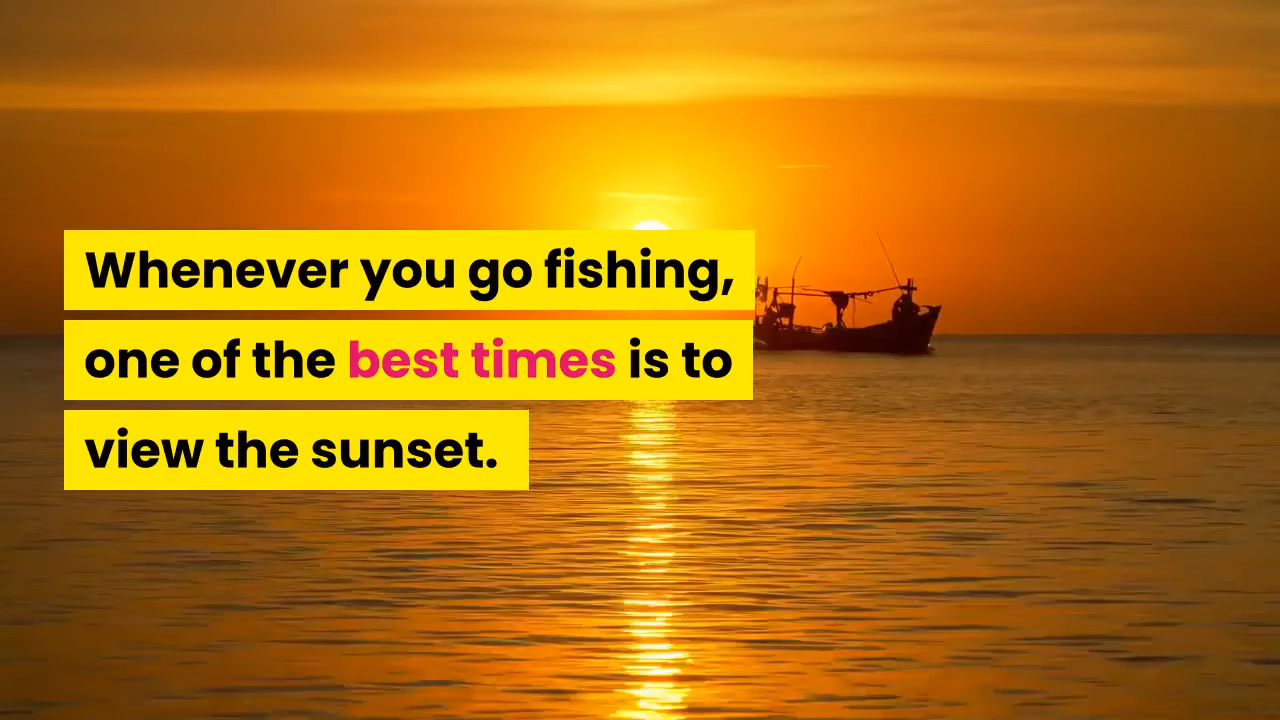 Whenever you go fishing,
one of the best times is to
view the sunset.